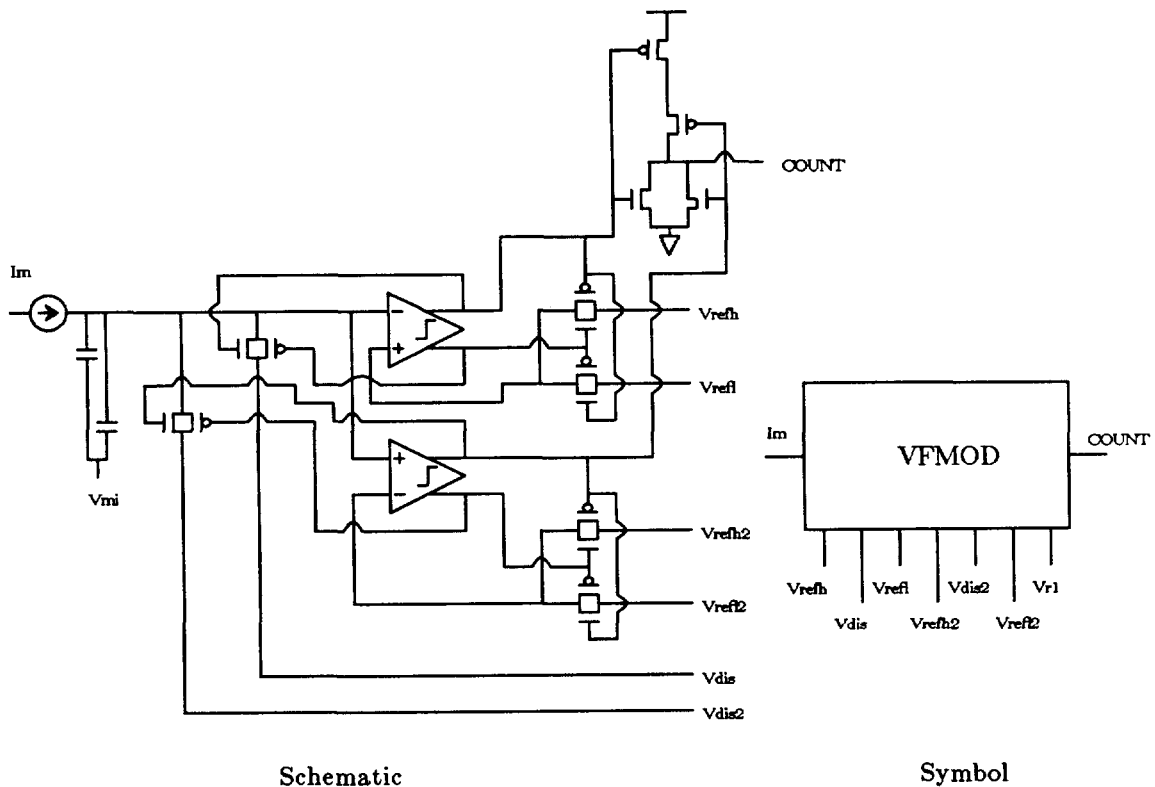 COUNT
Im
Vrefh
Vrefl
Vmi
Vrefh2
Vrefl2
Vdis
Vdis2
Schematic
Im
VFMOD
COUNT
Vrefh
Vrefl
Vdis2
Vr1
Vdis
Vrefh2
Vrefl2
Symbol